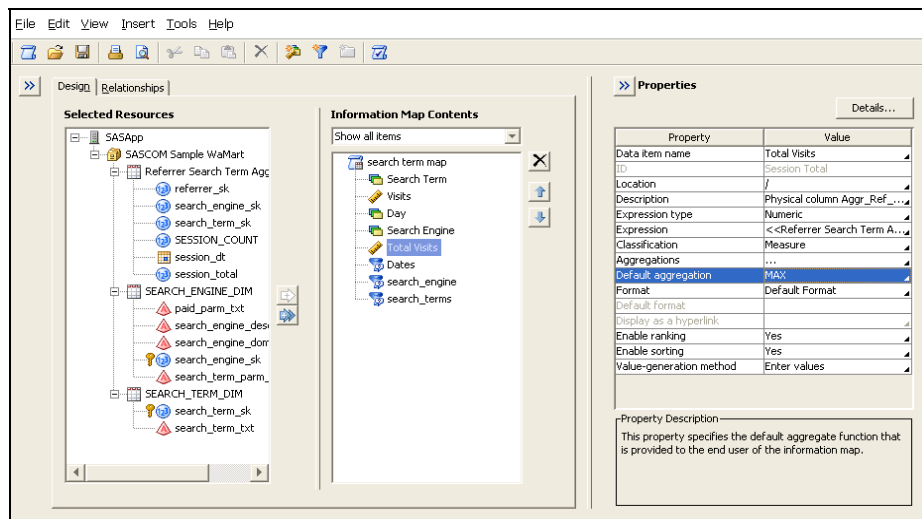 File Edit View Insert Tools Help
Design Relationships
Selected Resources
SASApp
SASCOM Sample WaMart
Referrer Search Term Agg
referrer_sk
search_engine_sk
search_term_sk
SESSION_COUNT
session_dt
session_total
SEARCH_ENGINE_DIM
paid_parm_txt
search_engine_des
search_engine_dom
search_engine_sk
search_term_parm_
SEARCH_TERM_DIM
search_term_sk
search_term_txt
Information Map Contents
Show all items
search term map
Search Term
Visits
Day
Search Engine
Total Visits
Dates
search_engine
search_terms
Properties
Details...
Property Value
Data item name Total Visits
ID Session Total
Location /
Description Physical column Aggr_Ref_...
Expression type Numeric
Expression <<Referrer Search Term A...
Classification Measure
Aggregations ...
Default aggregation MAX
Format Default Format
Default format
Display as a hyperlink
Enable ranking Yes
Enable sorting Yes
Value-generation method Enter values
Property Description
This property specifies the default aggregate function that
is provided to the end user of the information map.